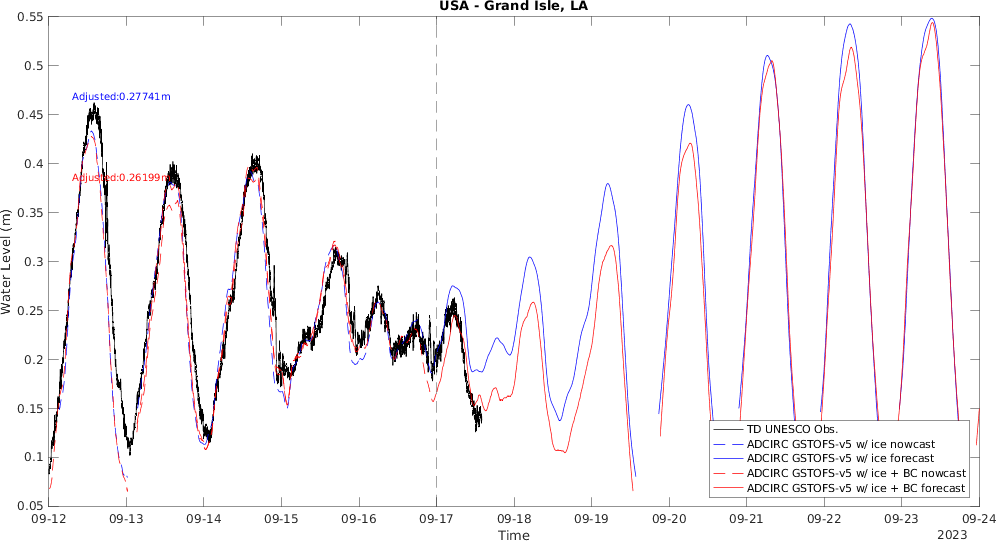 USA - Grand Isle, LA
0.55
0.5
0.45
0.4
0.35
0.3
0.25
0.2
0.15
0.1
0.05
Water Level (m)
Adjusted:0.27741m
Adjusted:0.26199m
TD UNESCO Obs.
ADCIRC GSTOFS-v5 w/ ice nowcast
ADCIRC GSTOFS-v5 w/ ice forecast
ADCIRC GSTOFS-v5 w/ ice + BC nowcast
ADCIRC GSTOFS-v5 w/ ice + BC forecast
09-12 09-13 09-14 09-15 09-16 09-17 09-18 09-19 09-20 09-21 09-22 09-23 09-24
Time
2023